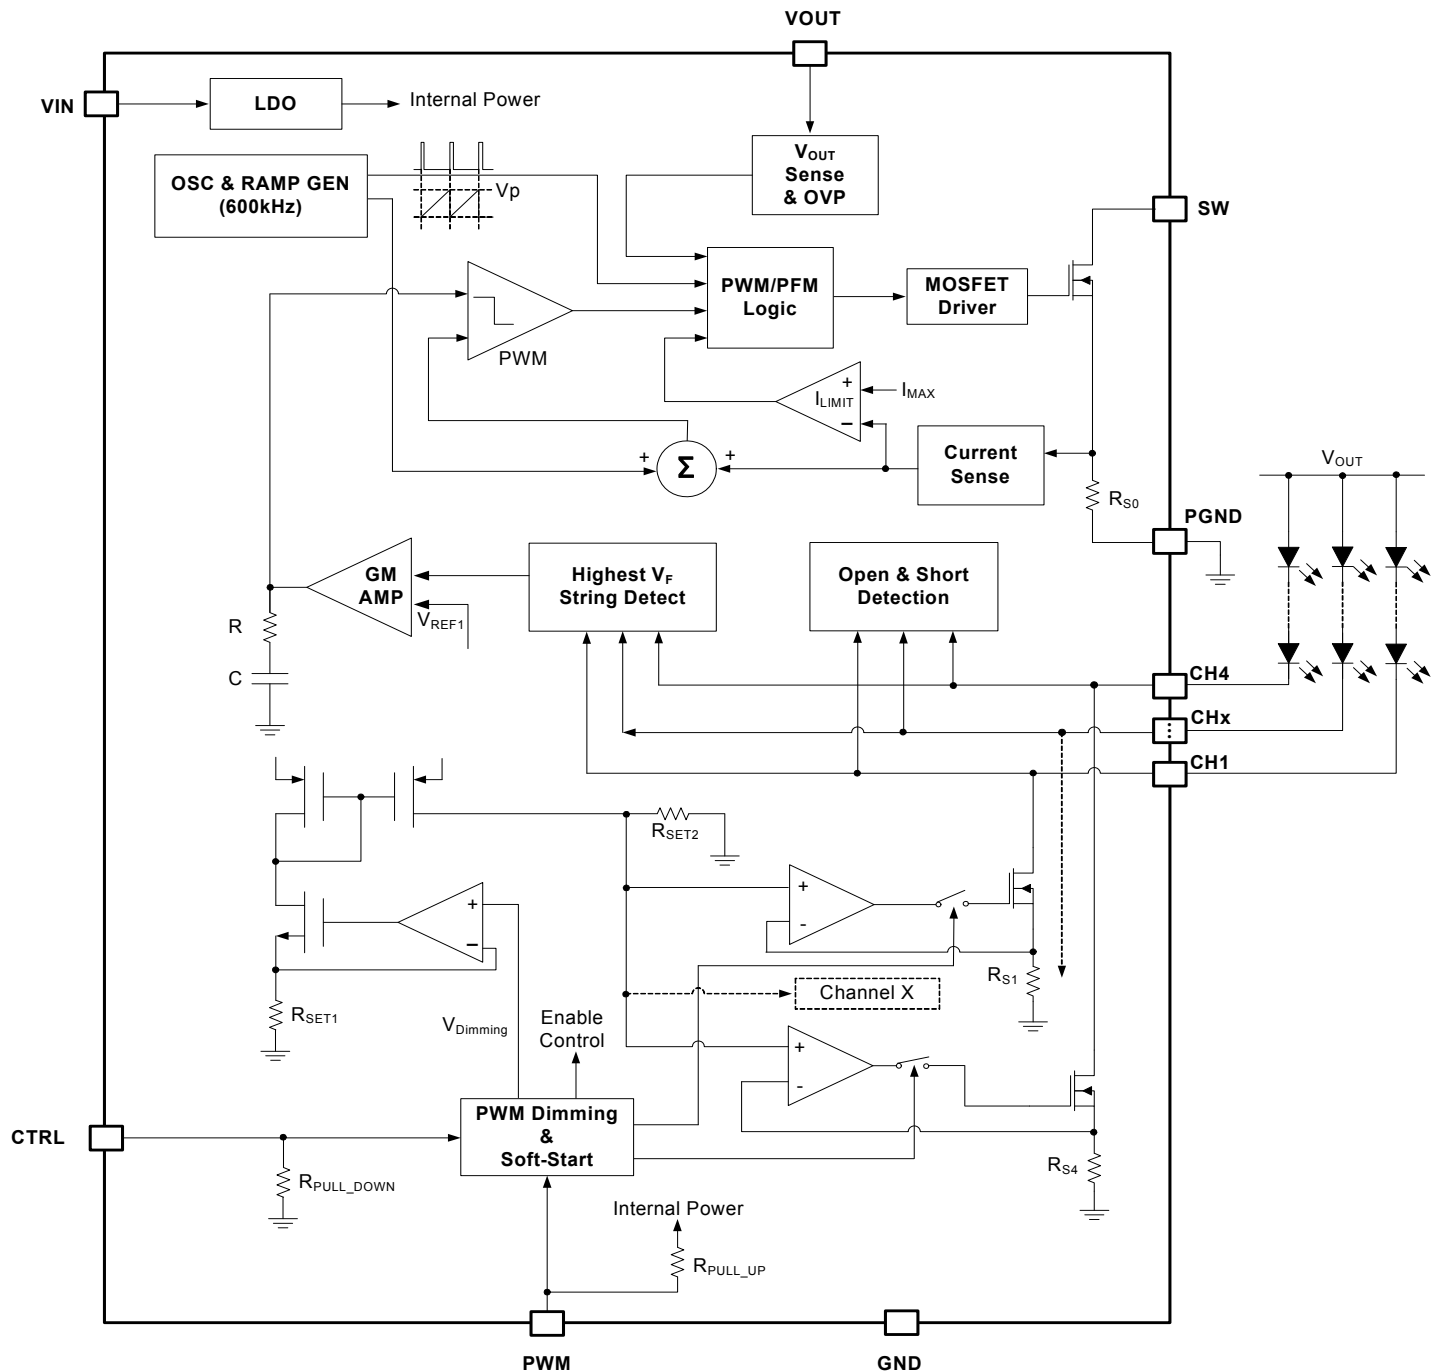 VOUT
VIN
LDO
Internal Power
OSC & RAMP GEN
(600kHz)
Vp
VOUT
Sense
& OVP
SW
PWM/PFM
Logic
MOSFET
Driver
PWM
+
ILIMIT
−
IMAX
+
Σ
+
Current
Sense
RS0
VOUT
PGND
GM
AMP
VREF1
Highest VF
String Detect
Open & Short
Detection
R
C
CH4
CHx
CH1
RSET2
+
-
+
−
RS1
RSET1
VDimming
Enable
Control
Channel X
+
-
PWM Dimming
&
Soft-Start
CTRL
RPULL_DOWN
RS4
Internal Power
RPULL_UP
PWM
GND